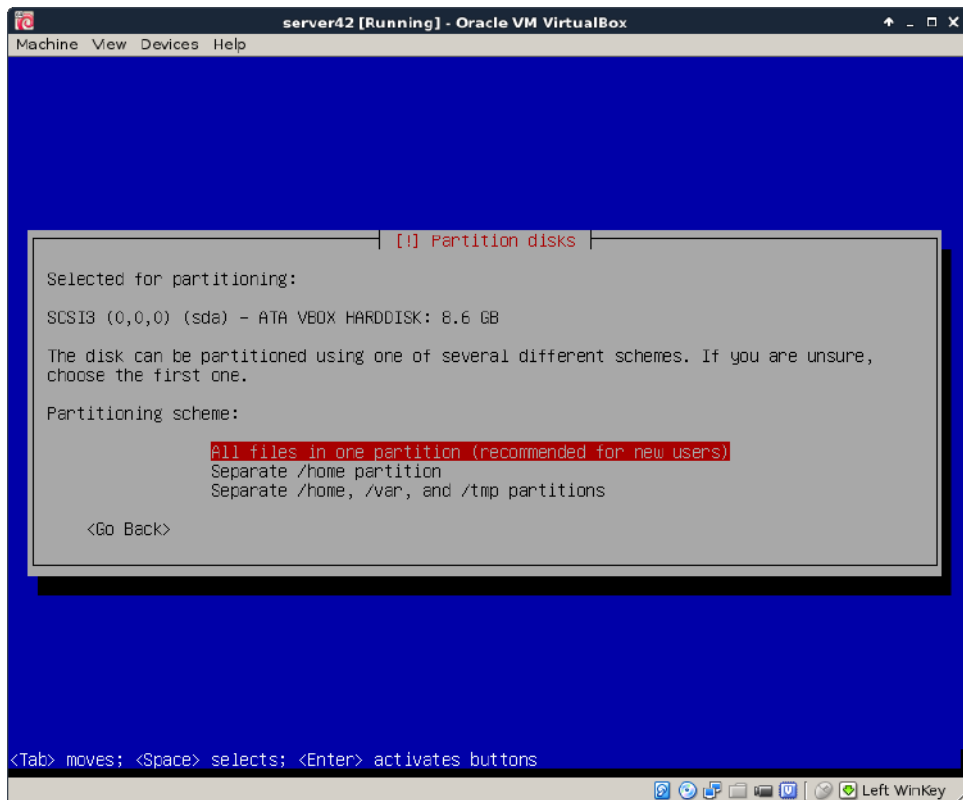 server42 [Running] - Oracle VM VirtualBox
Machine View Devices Help
[!] Partition disks
Selected for partitioning:
SCSI3 (0,0,0) (sda) - ATA VBOX HARDDISK: 8.6 GB
The disk can be partitioned using one of several different schemes. If you are unsure,
choose the first one.
Partitioning scheme:
All files in one partition (recommended for new users)
Separate /home partition
Separate /home, /var, and /tmp partitions
<Go Back>
<Tab> moves; <Space> selects; <Enter> activates buttons
Left WinKey